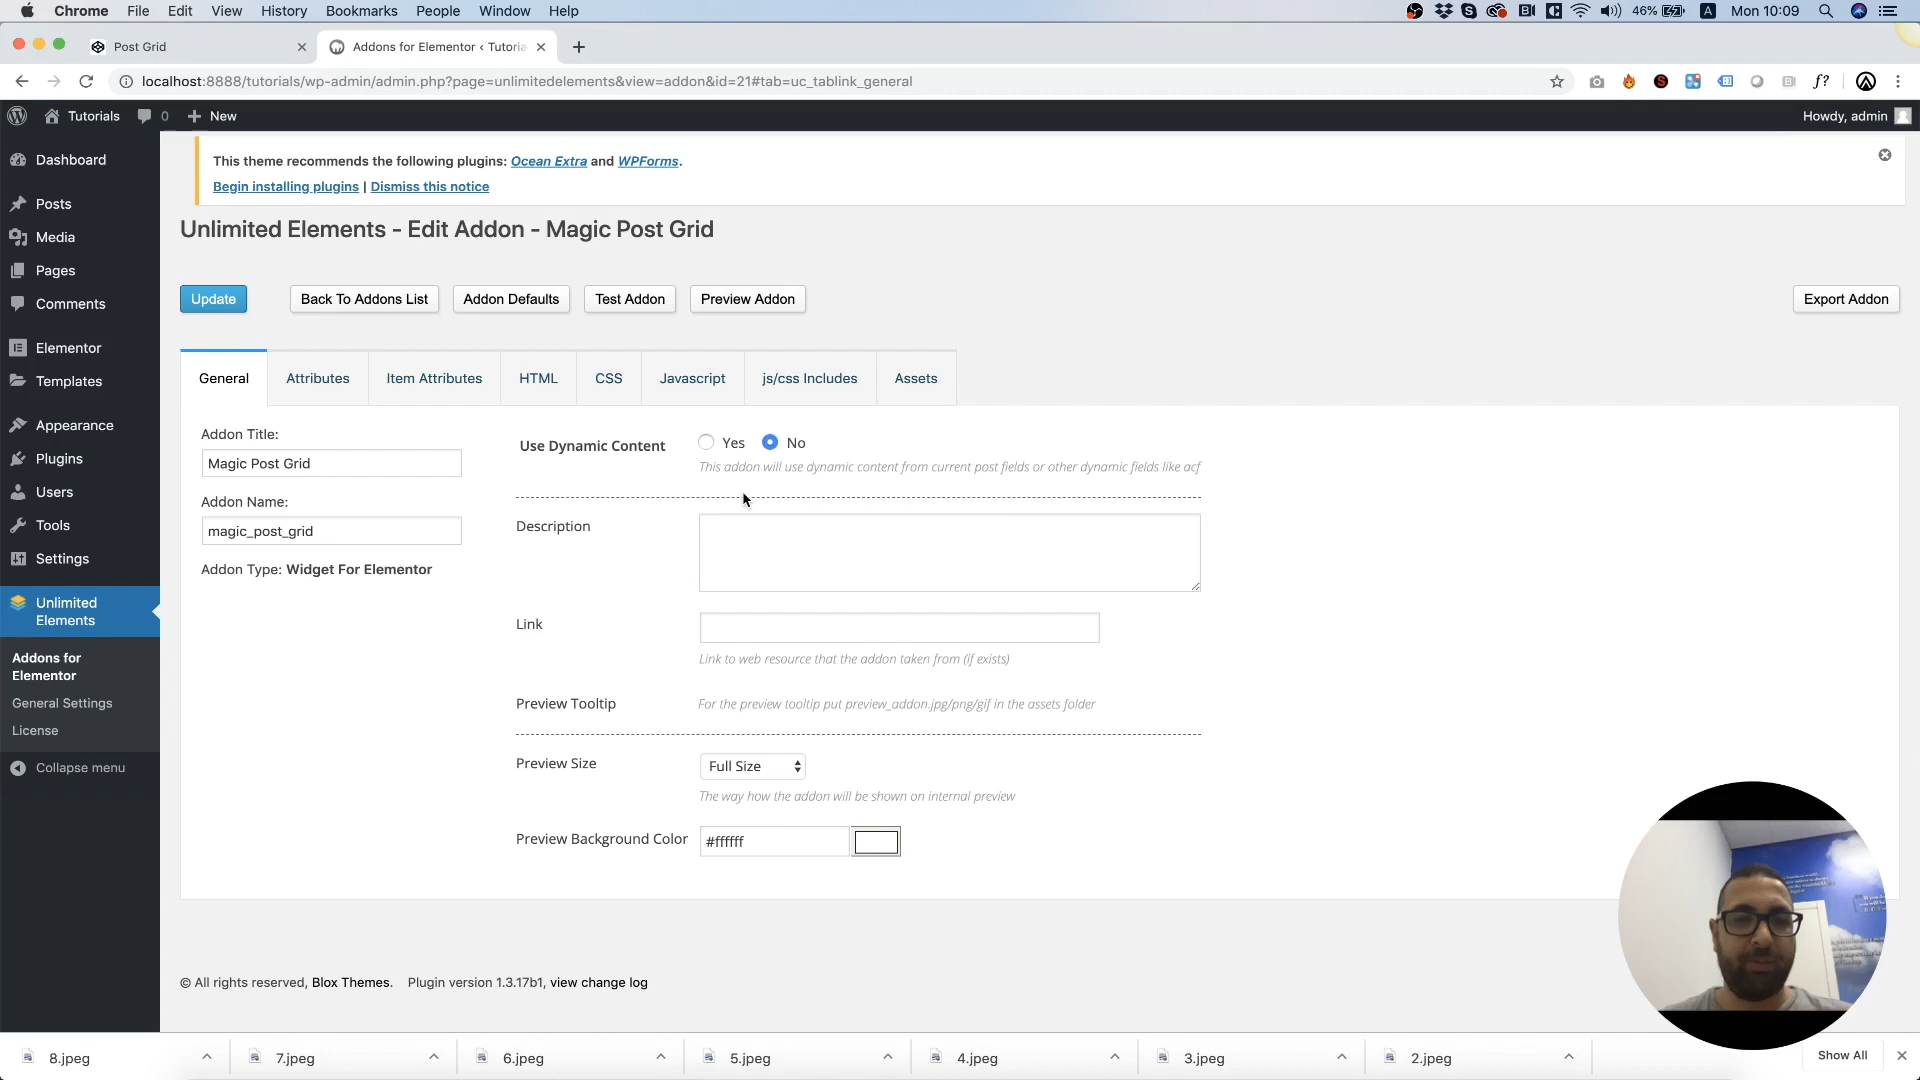 Chrome File Edit View History Bookmarks People Window Help 46% A Mon 10:09
Post Grid
Addons for Elementor ‹ Tutoria
localhost:8888/tutorials/wp-admin/admin.php?page=unlimitedelements&view=addon&id=21#tab=uc_tablink_general
f?
Tutorials 0 + New Howdy, admin
Dashboard
Posts
Media
Pages
Comments
Elementor
Templates
Appearance
Plugins
Users
Tools
Settings
Unlimited
Elements
Addons for
Elementor
General Settings
License
Collapse menu
This theme recommends the following plugins: Ocean Extra and WPForms.
Begin installing plugins | Dismiss this notice
Unlimited Elements - Edit Addon - Magic Post Grid
Update Back To Addons List Addon Defaults Test Addon Preview Addon Export Addon
General Attributes Item Attributes HTML CSS Javascript js/css Includes Assets
Addon Title:
Magic Post Grid
Addon Name:
magic_post_grid
Addon Type: Widget For Elementor
Use Dynamic Content Yes No
This addon will use dynamic content from current post fields or other dynamic fields like acf
Description
Link
Link to web resource that the addon taken from (if exists)
Preview Tooltip For the preview tooltip put preview_addon.jpg/png/gif in the assets folder
Preview Size Full Size
The way how the addon will be shown on internal preview
Preview Background Color #ffffff
© All rights reserved, Blox Themes. Plugin version 1.3.17b1, view change log
8.jpeg 7.jpeg 6.jpeg 5.jpeg 4.jpeg 3.jpeg 2.jpeg Show All